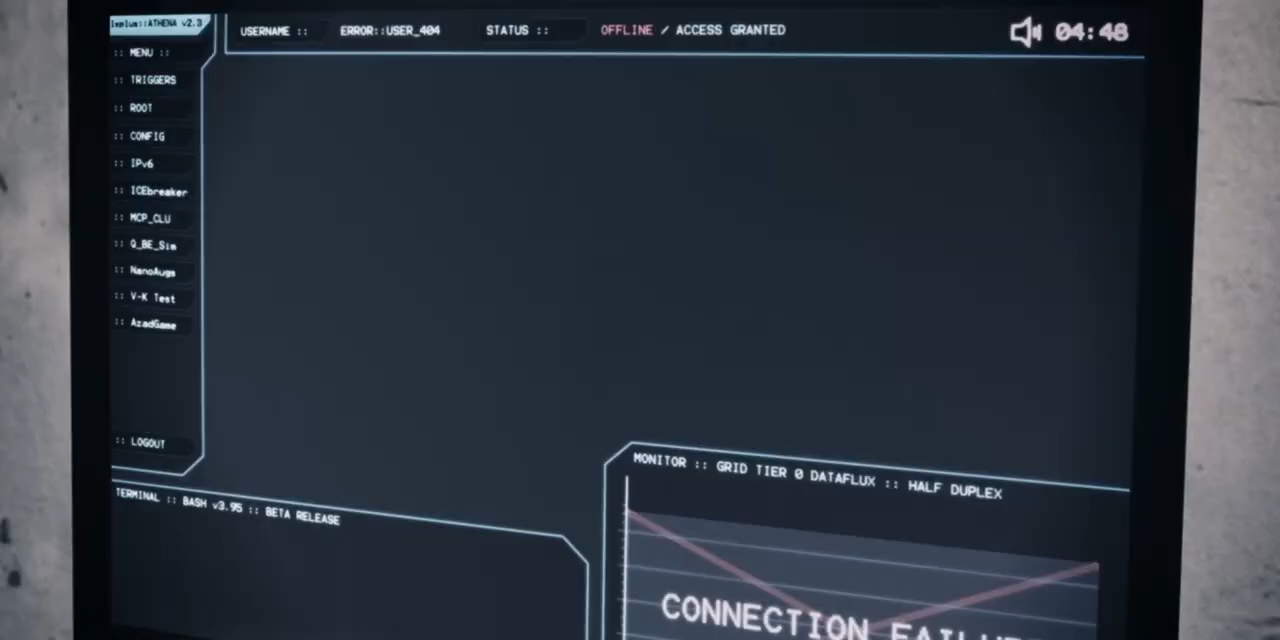 lxplus::ATHENA v2.3
USERNAME :: ERROR::USER_404 STATUS :: OFFLINE / ACCESS GRANTED 04:48
:: MENU ::
:: TRIGGERS
:: ROOT
:: CONFIG
:: IPv6
:: ICEbreaker
:: MCP_CLU
:: Q_BE_Sim
:: NanoAugs
:: V-K Test
:: AzadGame
:: LOGOUT
TERMINAL :: BASH v3.95 :: BETA RELEASE
MONITOR :: GRID TIER 0 DATAFLUX :: HALF DUPLEX
CONNECTION